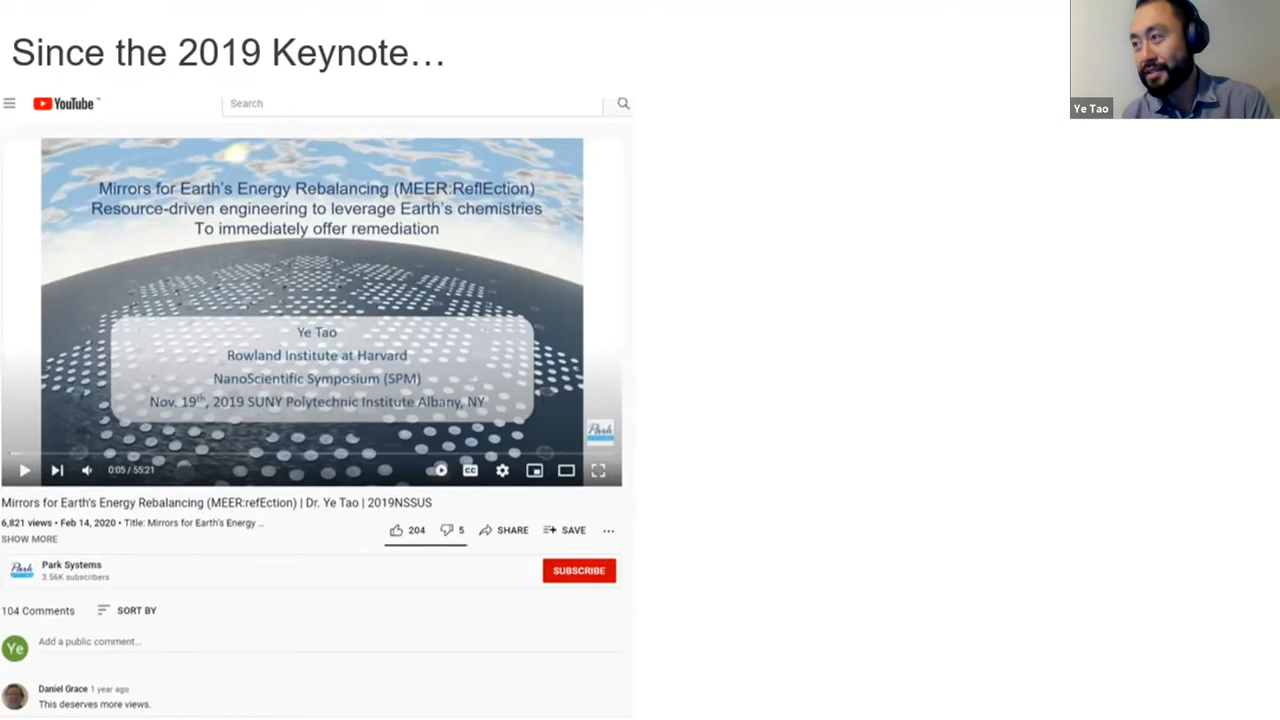 Since the 2019 Keynote...
Ye Tao
YouTube
Search
Mirrors for Earth's Energy Rebalancing (MEER:ReflEction)
Resource-driven engineering to leverage Earth's chemistries
To immediately offer remediation
Ye Tao
Rowland Institute at Harvard
NanoScientific Symposium (SPM)
Nov. 19th, 2019 SUNY Polytechnic Institute Albany, NY
Park
0:05 / 55:21
CC
Mirrors for Earth's Energy Rebalancing (MEER:refEction) | Dr. Ye Tao | 2019NSSUS
6,821 views • Feb 14, 2020 • Title: Mirrors for Earth's Energy ...
204 5 SHARE SAVE ...
SHOW MORE
Park
Park Systems
3.56K subscribers
SUBSCRIBE
104 Comments SORT BY
Ye
Add a public comment...
Daniel Grace 1 year ago
This deserves more views.